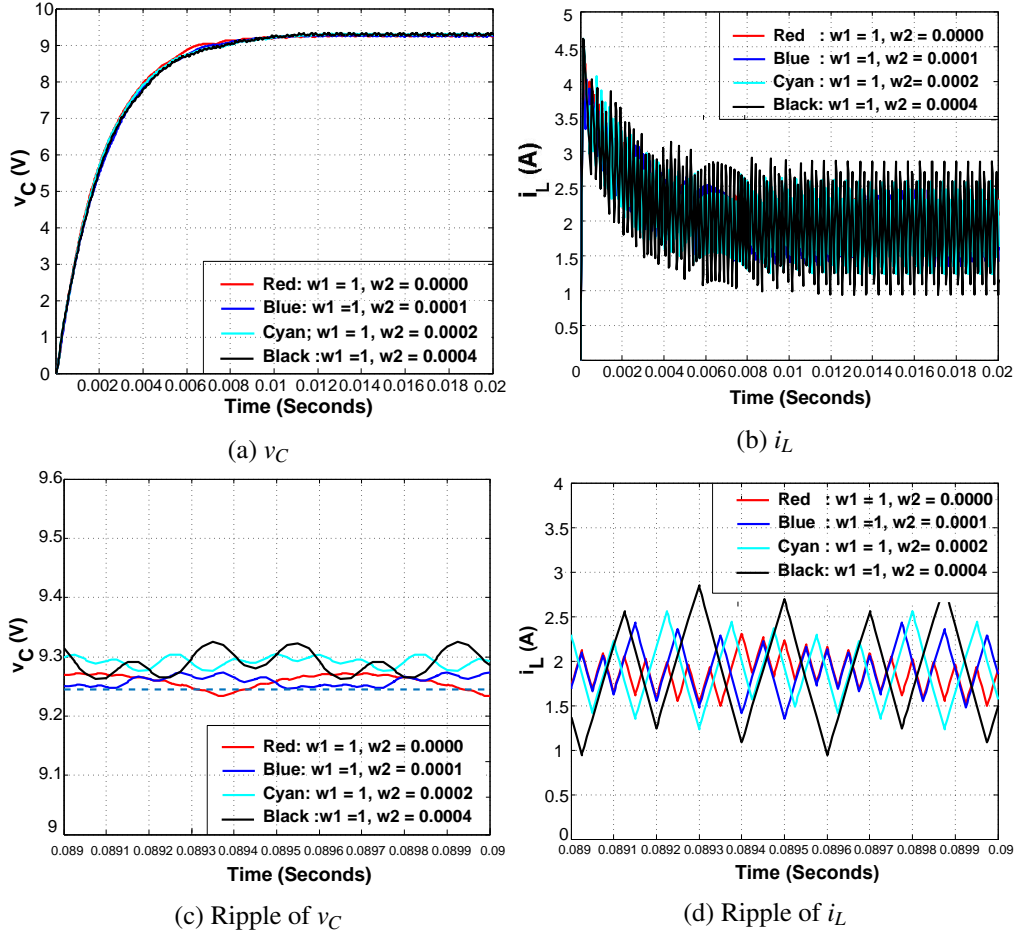 10
9
8
7
6
5
4
3
2
1
0
v_C (V)
0.002 0.004 0.006 0.008 0.01 0.012 0.014 0.016 0.018 0.02
Time (Seconds)
Red: w1 = 1, w2 = 0.0000
Blue: w1 =1, w2 = 0.0001
Cyan; w1 = 1, w2 = 0.0002
Black :w1 =1, w2 = 0.0004
(a) v_C
5
4.5
4
3.5
3
2.5
2
1.5
1
0.5
i_L (A)
0 0.002 0.004 0.006 0.008 0.01 0.012 0.014 0.016 0.018 0.02
Time (Seconds)
Red : w1 = 1, w2 = 0.0000
Blue : w1 =1, w2 = 0.0001
Cyan : w1 = 1, w2= 0.0002
Black: w1 =1, w2 = 0.0004
(b) i_L
9.6
9.5
9.4
9.3
9.2
9.1
9
v_C (V)
0.089 0.0891 0.0892 0.0893 0.0894 0.0895 0.0896 0.0897 0.0898 0.0899 0.09
Time (Seconds)
Red: w1 = 1, w2 = 0.0000
Blue: w1 =1, w2 = 0.0001
Cyan: w1 = 1, w2 = 0.0002
Black :w1 =1, w2 = 0.0004
(c) Ripple of v_C
4
3.5
3
2.5
2
1.5
1
0.5
0
i_L (A)
0.089 0.0891 0.0892 0.0893 0.0894 0.0895 0.0896 0.0897 0.0898 0.0899 0.09
Time (Seconds)
Red : w1 = 1, w2 = 0.0000
Blue : w1 =1, w2 = 0.0001
Cyan : w1 = 1, w2= 0.0002
Black: w1 =1, w2 = 0.0004
(d) Ripple of i_L